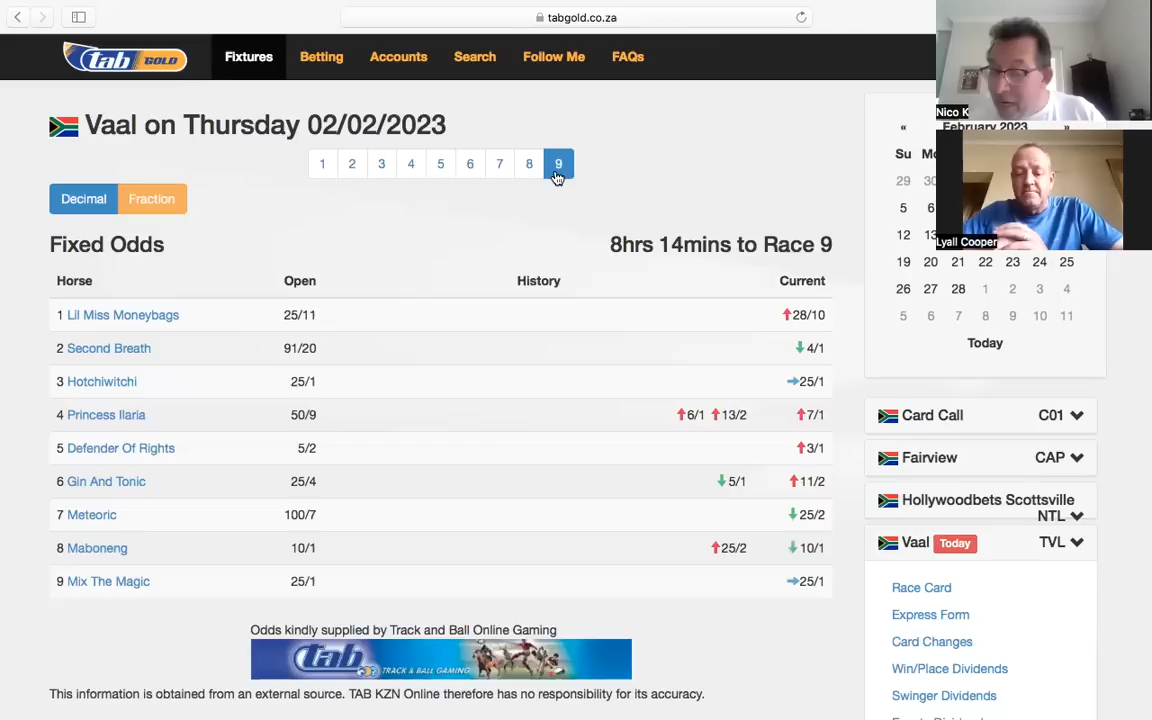 tabgold.co.za
tab GOLD
Fixtures Betting Accounts Search Follow Me FAQs
Nico K
Lyall Cooper
Vaal on Thursday 02/02/2023
1 2 3 4 5 6 7 8 9
Decimal Fraction
Fixed Odds 8hrs 14mins to Race 9
Horse Open History Current
1 Lil Miss Moneybags 25/11 28/10
2 Second Breath 91/20 4/1
3 Hotchiwitchi 25/1 25/1
4 Princess Ilaria 50/9 6/1 13/2 7/1
5 Defender Of Rights 5/2 3/1
6 Gin And Tonic 25/4 5/1 11/2
7 Meteoric 100/7 25/2
8 Maboneng 10/1 25/2 10/1
9 Mix The Magic 25/1 25/1
Odds kindly supplied by Track and Ball Online Gaming
tab TRACK & BALL GAMING
This information is obtained from an external source. TAB KZN Online therefore has no responsibility for its accuracy.
« February 2023 »
Su
29 30
5 6
12 13
19 20 21 22 23 24 25
26 27 28 1 2 3 4
5 6 7 8 9 10 11
Today
Card Call C01
Fairview CAP
Hollywoodbets Scottsville
NTL
Vaal Today TVL
Race Card
Express Form
Card Changes
Win/Place Dividends
Swinger Dividends